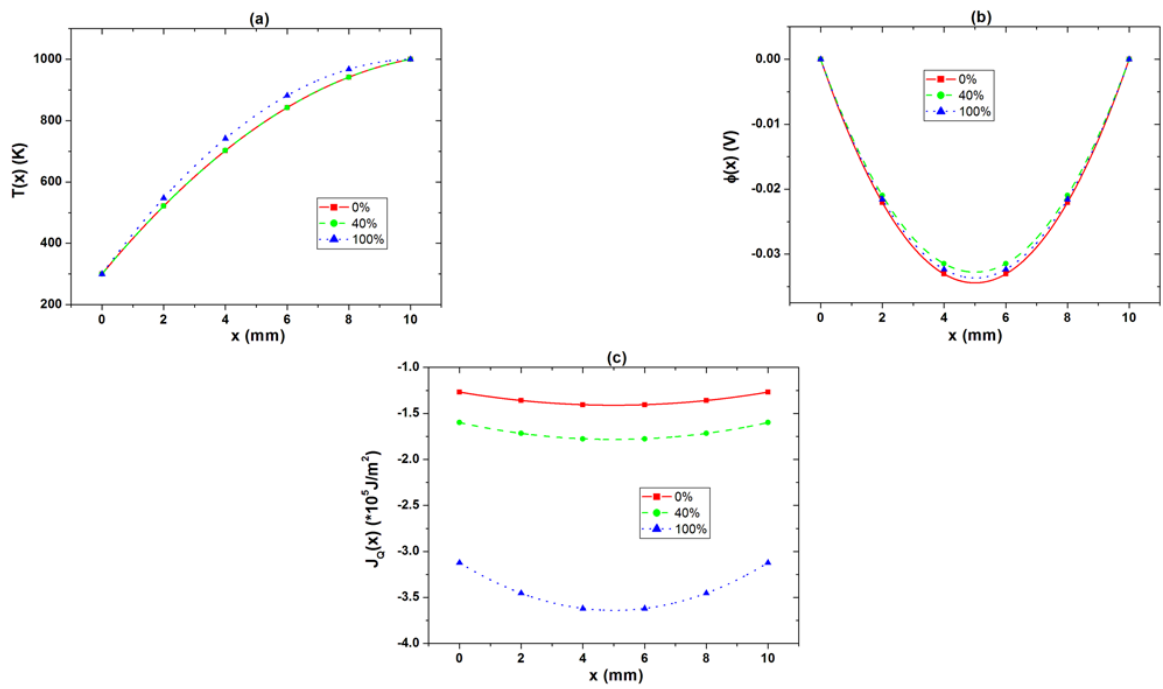 (a)
T(x) (K)
1000
800
600
400
200
0%
40%
100%
0 2 4 6 8 10
x (mm)
(b)
ϕ(x) (V)
0.00
-0.01
-0.02
-0.03
0%
40%
100%
0 2 4 6 8 10
x (mm)
(c)
J_Q(x) (*10^5J/m^2)
-1.0
-1.5
-2.0
-2.5
-3.0
-3.5
-4.0
0%
40%
100%
0 2 4 6 8 10
x (mm)